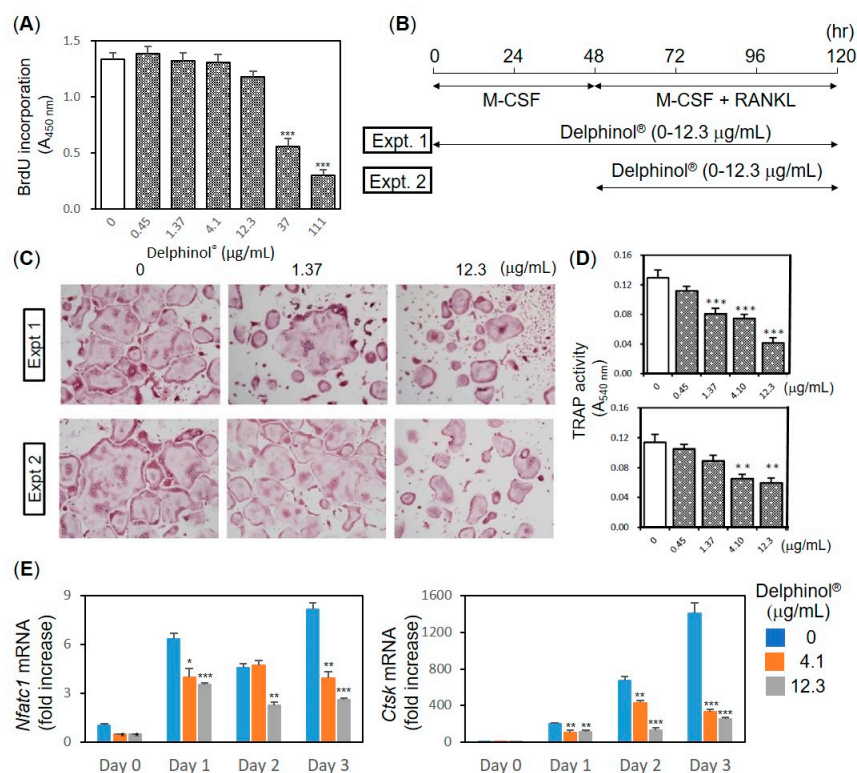 (A)
1.5
1.0
0.5
0.0
BrdU incorporation
(A450 nm)
***
***
0
0.45
1.37
4.1
12.3
37
111
Delphinol® (μg/mL)
(B)
(hr)
0 24 48 72 96 120
M-CSF M-CSF + RANKL
Expt. 1 Delphinol® (0-12.3 μg/mL)
Expt. 2 Delphinol® (0-12.3 μg/mL)
(C)
0 1.37 12.3 (μg/mL)
Expt 1
Expt 2
(D)
TRAP activity
(A540 nm)
0.16
0.12
0.08
0.04
0.00
***
***
***
0 0.45 1.37 4.10 12.3 (μg/mL)
0.16
0.12
0.08
0.04
0.00
**
**
0 0.45 1.37 4.10 12.3 (μg/mL)
(E)
Nfatc1 mRNA
(fold increase)
9
6
3
0
* *** ** ** ***
Day 0 Day 1 Day 2 Day 3
Ctsk mRNA
(fold increase)
1600
1200
800
400
0
** ** ** *** *** ***
Day 0 Day 1 Day 2 Day 3
Delphinol®
(μg/mL)
0
4.1
12.3